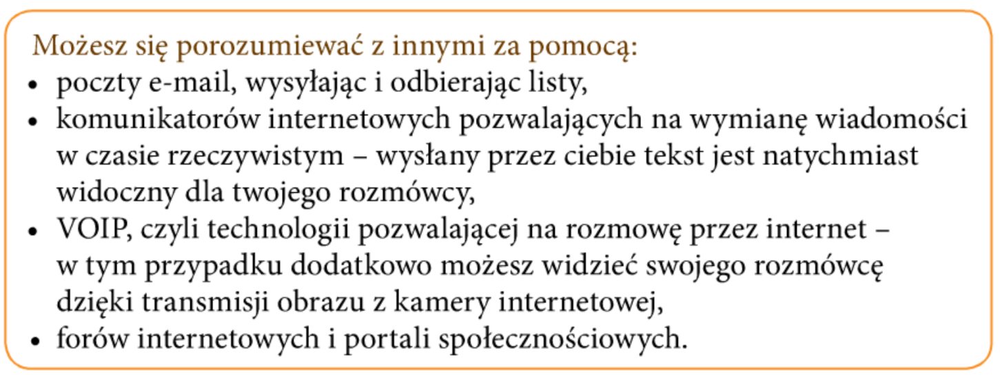 Możesz się porozumiewać z innymi za pomocą:
• poczty e-mail, wysyłając i odbierając listy,
• komunikatorów internetowych pozwalających na wymianę wiadomości
w czasie rzeczywistym – wysłany przez ciebie tekst jest natychmiast
widoczny dla twojego rozmówcy,
• VOIP, czyli technologii pozwalającej na rozmowę przez internet –
w tym przypadku dodatkowo możesz widzieć swojego rozmówcę
dzięki transmisji obrazu z kamery internetowej,
• forów internetowych i portali społecznościowych.